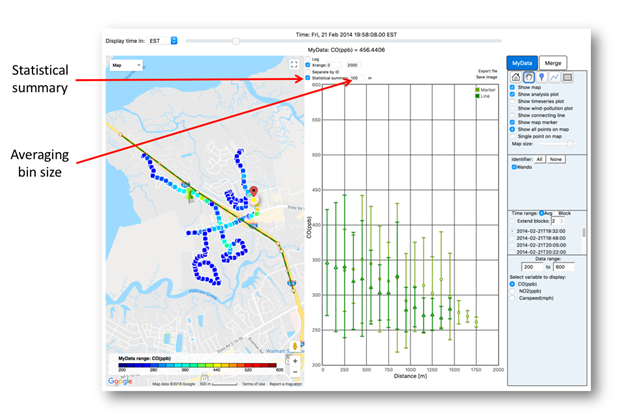 Time: Fri, 21 Feb 2014 19:58:08.00 EST
Display time in: EST
MyData: CO(ppb) = 456.4406
Statistical
summary
Averaging
bin size
Map
Log
Xrange: 0 2000
Separate by ID
Statistical summary 100 m
Export file
Save image
MyData Merge
Show map
Show analysis plot
Show timeseries plot
Show wind-pollution plot
Show connecting line
Show map marker
Show all points on map
Single point on map
Map size:
Identifier: All None
Wando
Time range: Avg Block
Extend blocks: 2
2014-02-21T19:32:00
2014-02-21T19:48:00
2014-02-21T20:05:00
2014-02-21T20:22:00
Data range:
200 to 600
Select variable to display:
CO(ppb)
NO2(ppb)
Carspeed(mph)
Marker
Line
600
550
500
450
400
350
300
250
200
CO(ppb)
0 250 500 750 1000 1250 1500 1750 2000
Distance [m]
Walmart
MyData range: CO(ppb)
200 280 360 440 520 600
Google
Map data ©2018 Google 500 m Terms of Use Report a map error